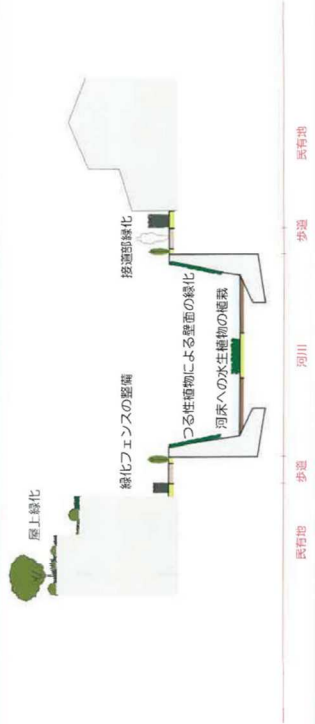 屋上緑化
緑化フェンスの整備
接道部緑化
つる性植物による壁面の緑化
河床への水生植物の植栽
民有地
歩道
河川
歩道
民有地